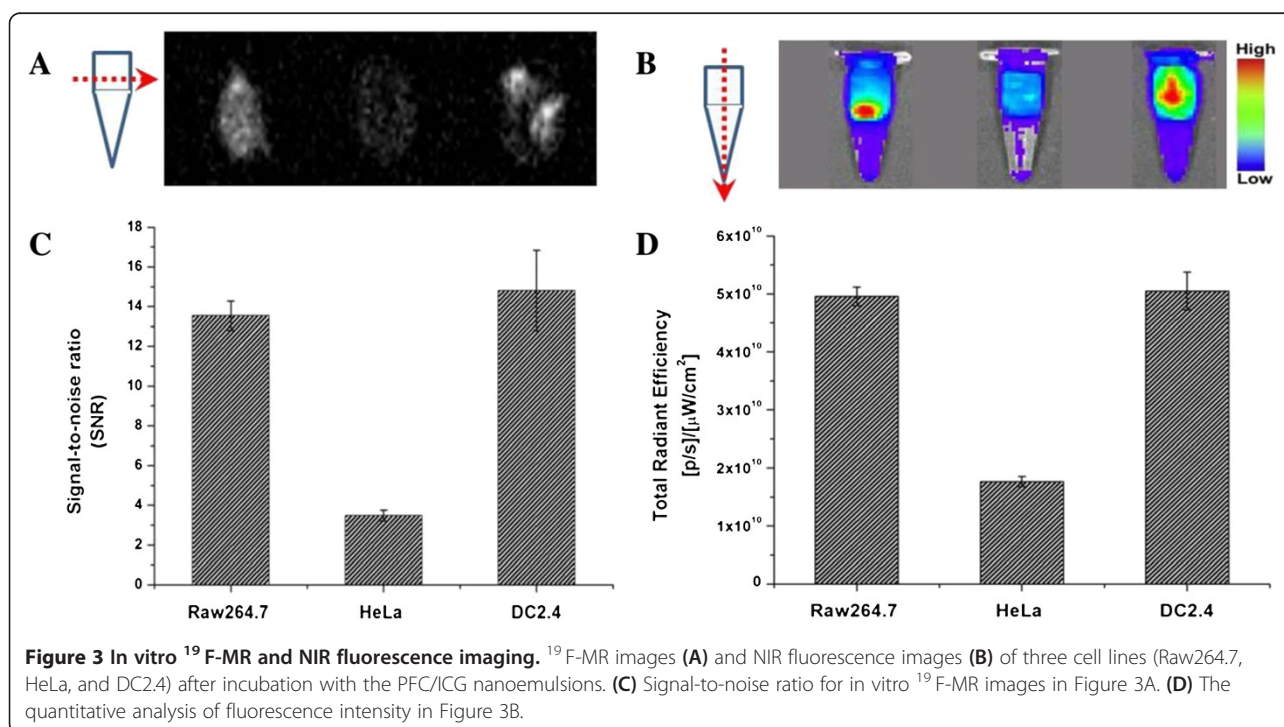 A
B
High
Low
C
18
16
14
12
10
8
6
4
2
0
Signal-to-noise ratio
(SNR)
Raw264.7 HeLa DC2.4
D
6x10¹⁰
5x10¹⁰
4x10¹⁰
3x10¹⁰
2x10¹⁰
1x10¹⁰
0
Total Radiant Efficiency
[p/s]/[µW/cm²]
Raw264.7 HeLa DC2.4
Figure 3 In vitro ¹⁹ F-MR and NIR fluorescence imaging. ¹⁹ F-MR images (A) and NIR fluorescence images (B) of three cell lines (Raw264.7,
HeLa, and DC2.4) after incubation with the PFC/ICG nanoemulsions. (C) Signal-to-noise ratio for in vitro ¹⁹ F-MR images in Figure 3A. (D) The
quantitative analysis of fluorescence intensity in Figure 3B.